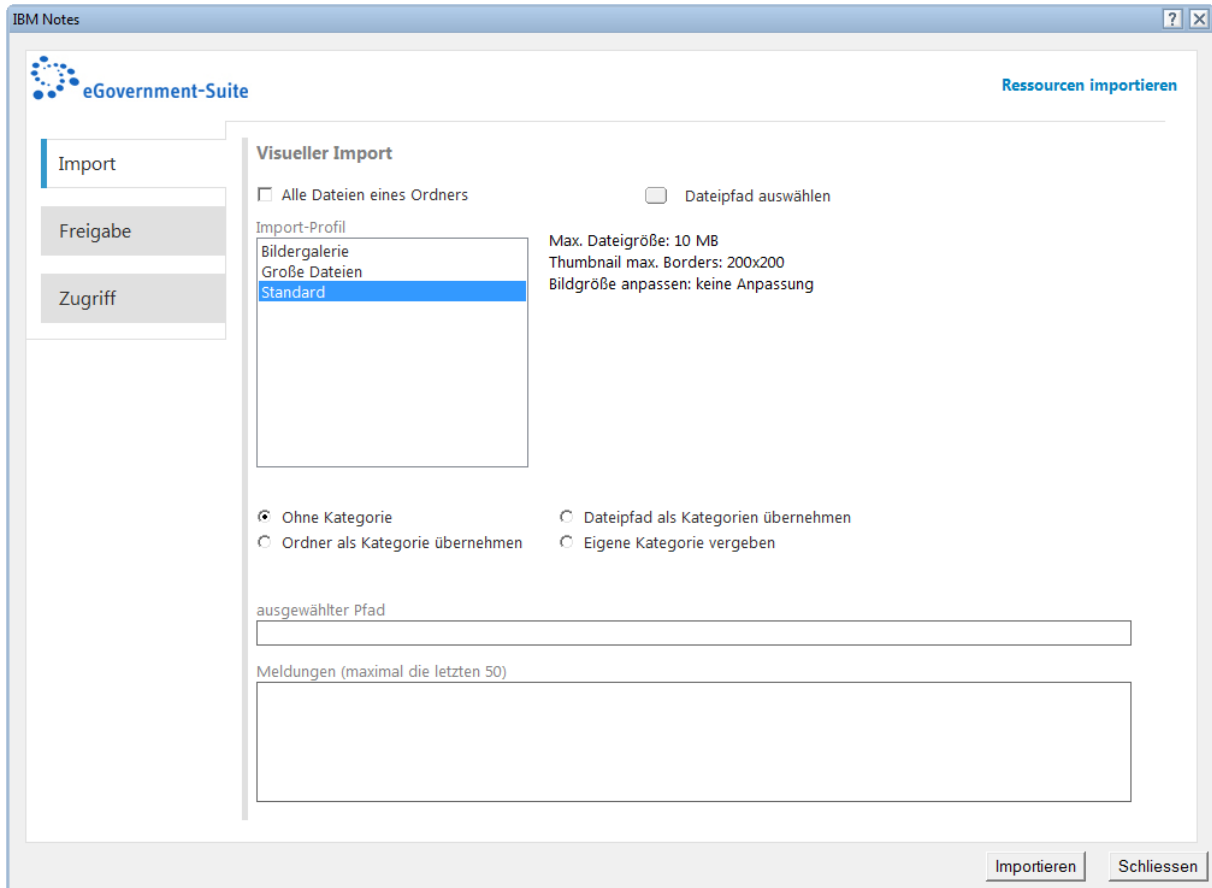 IBM Notes
eGovernment-Suite
Ressourcen importieren
Import
Freigabe
Zugriff
Visueller Import
Alle Dateien eines Ordners
Dateipfad auswählen
Import-Profil
Bildergalerie
Große Dateien
Standard
Max. Dateigröße: 10 MB
Thumbnail max. Borders: 200x200
Bildgröße anpassen: keine Anpassung
Ohne Kategorie
Dateipfad als Kategorien übernehmen
Ordner als Kategorie übernehmen
Eigene Kategorie vergeben
ausgewählter Pfad
Meldungen (maximal die letzten 50)
Importieren
Schliessen